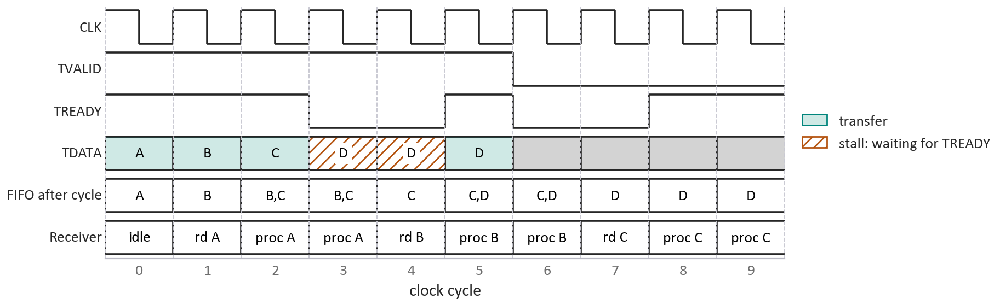 CLK
TVALID
TREADY
TDATA A B C D D D
FIFO after cycle A B B,C B,C C C,D C,D D D D
Receiver idle rd A proc A proc A rd B proc B proc B rd C proc C proc C
0 1 2 3 4 5 6 7 8 9
clock cycle
transfer
stall: waiting for TREADY